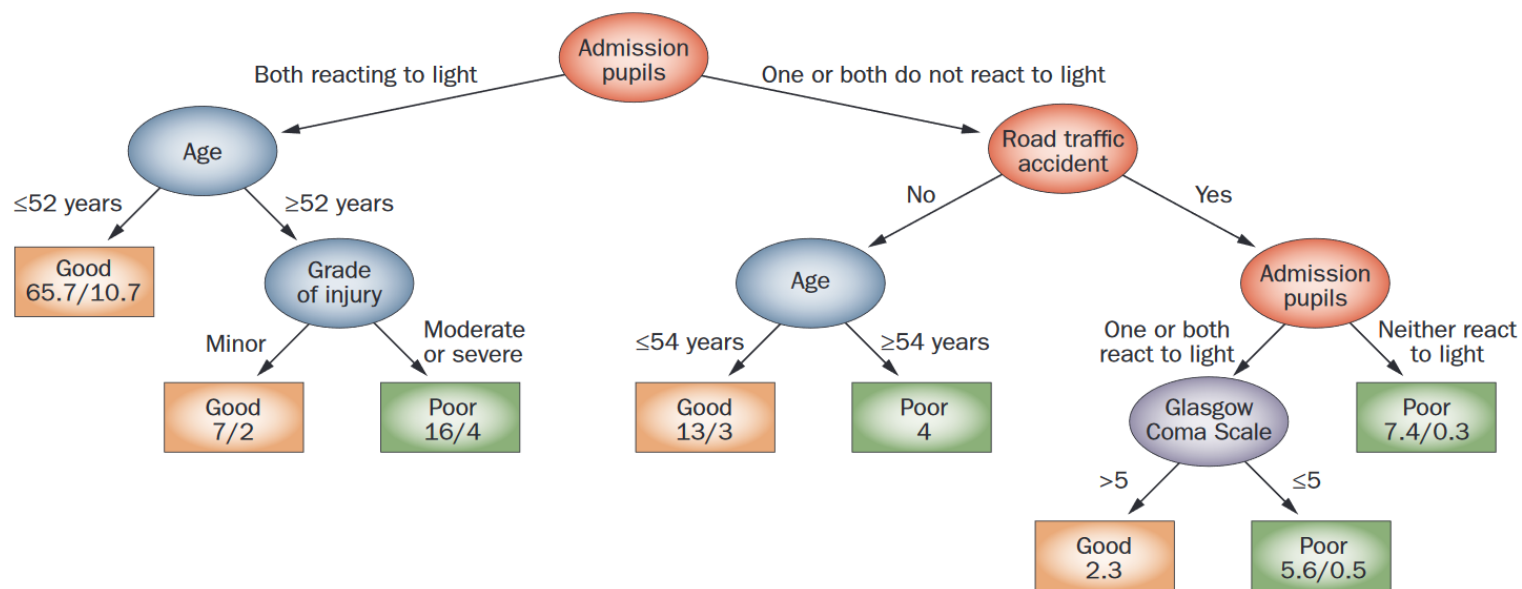 Admission
pupils
Both reacting to light
One or both do not react to light
Age
Road traffic
accident
≤52 years
≥52 years
No
Yes
Good
65.7/10.7
Grade
of injury
Age
Admission
pupils
Minor
Moderate
or severe
≤54 years
≥54 years
One or both
react to light
Neither react
to light
Good
7/2
Poor
16/4
Good
13/3
Poor
4
Glasgow
Coma Scale
Poor
7.4/0.3
>5
≤5
Good
2.3
Poor
5.6/0.5